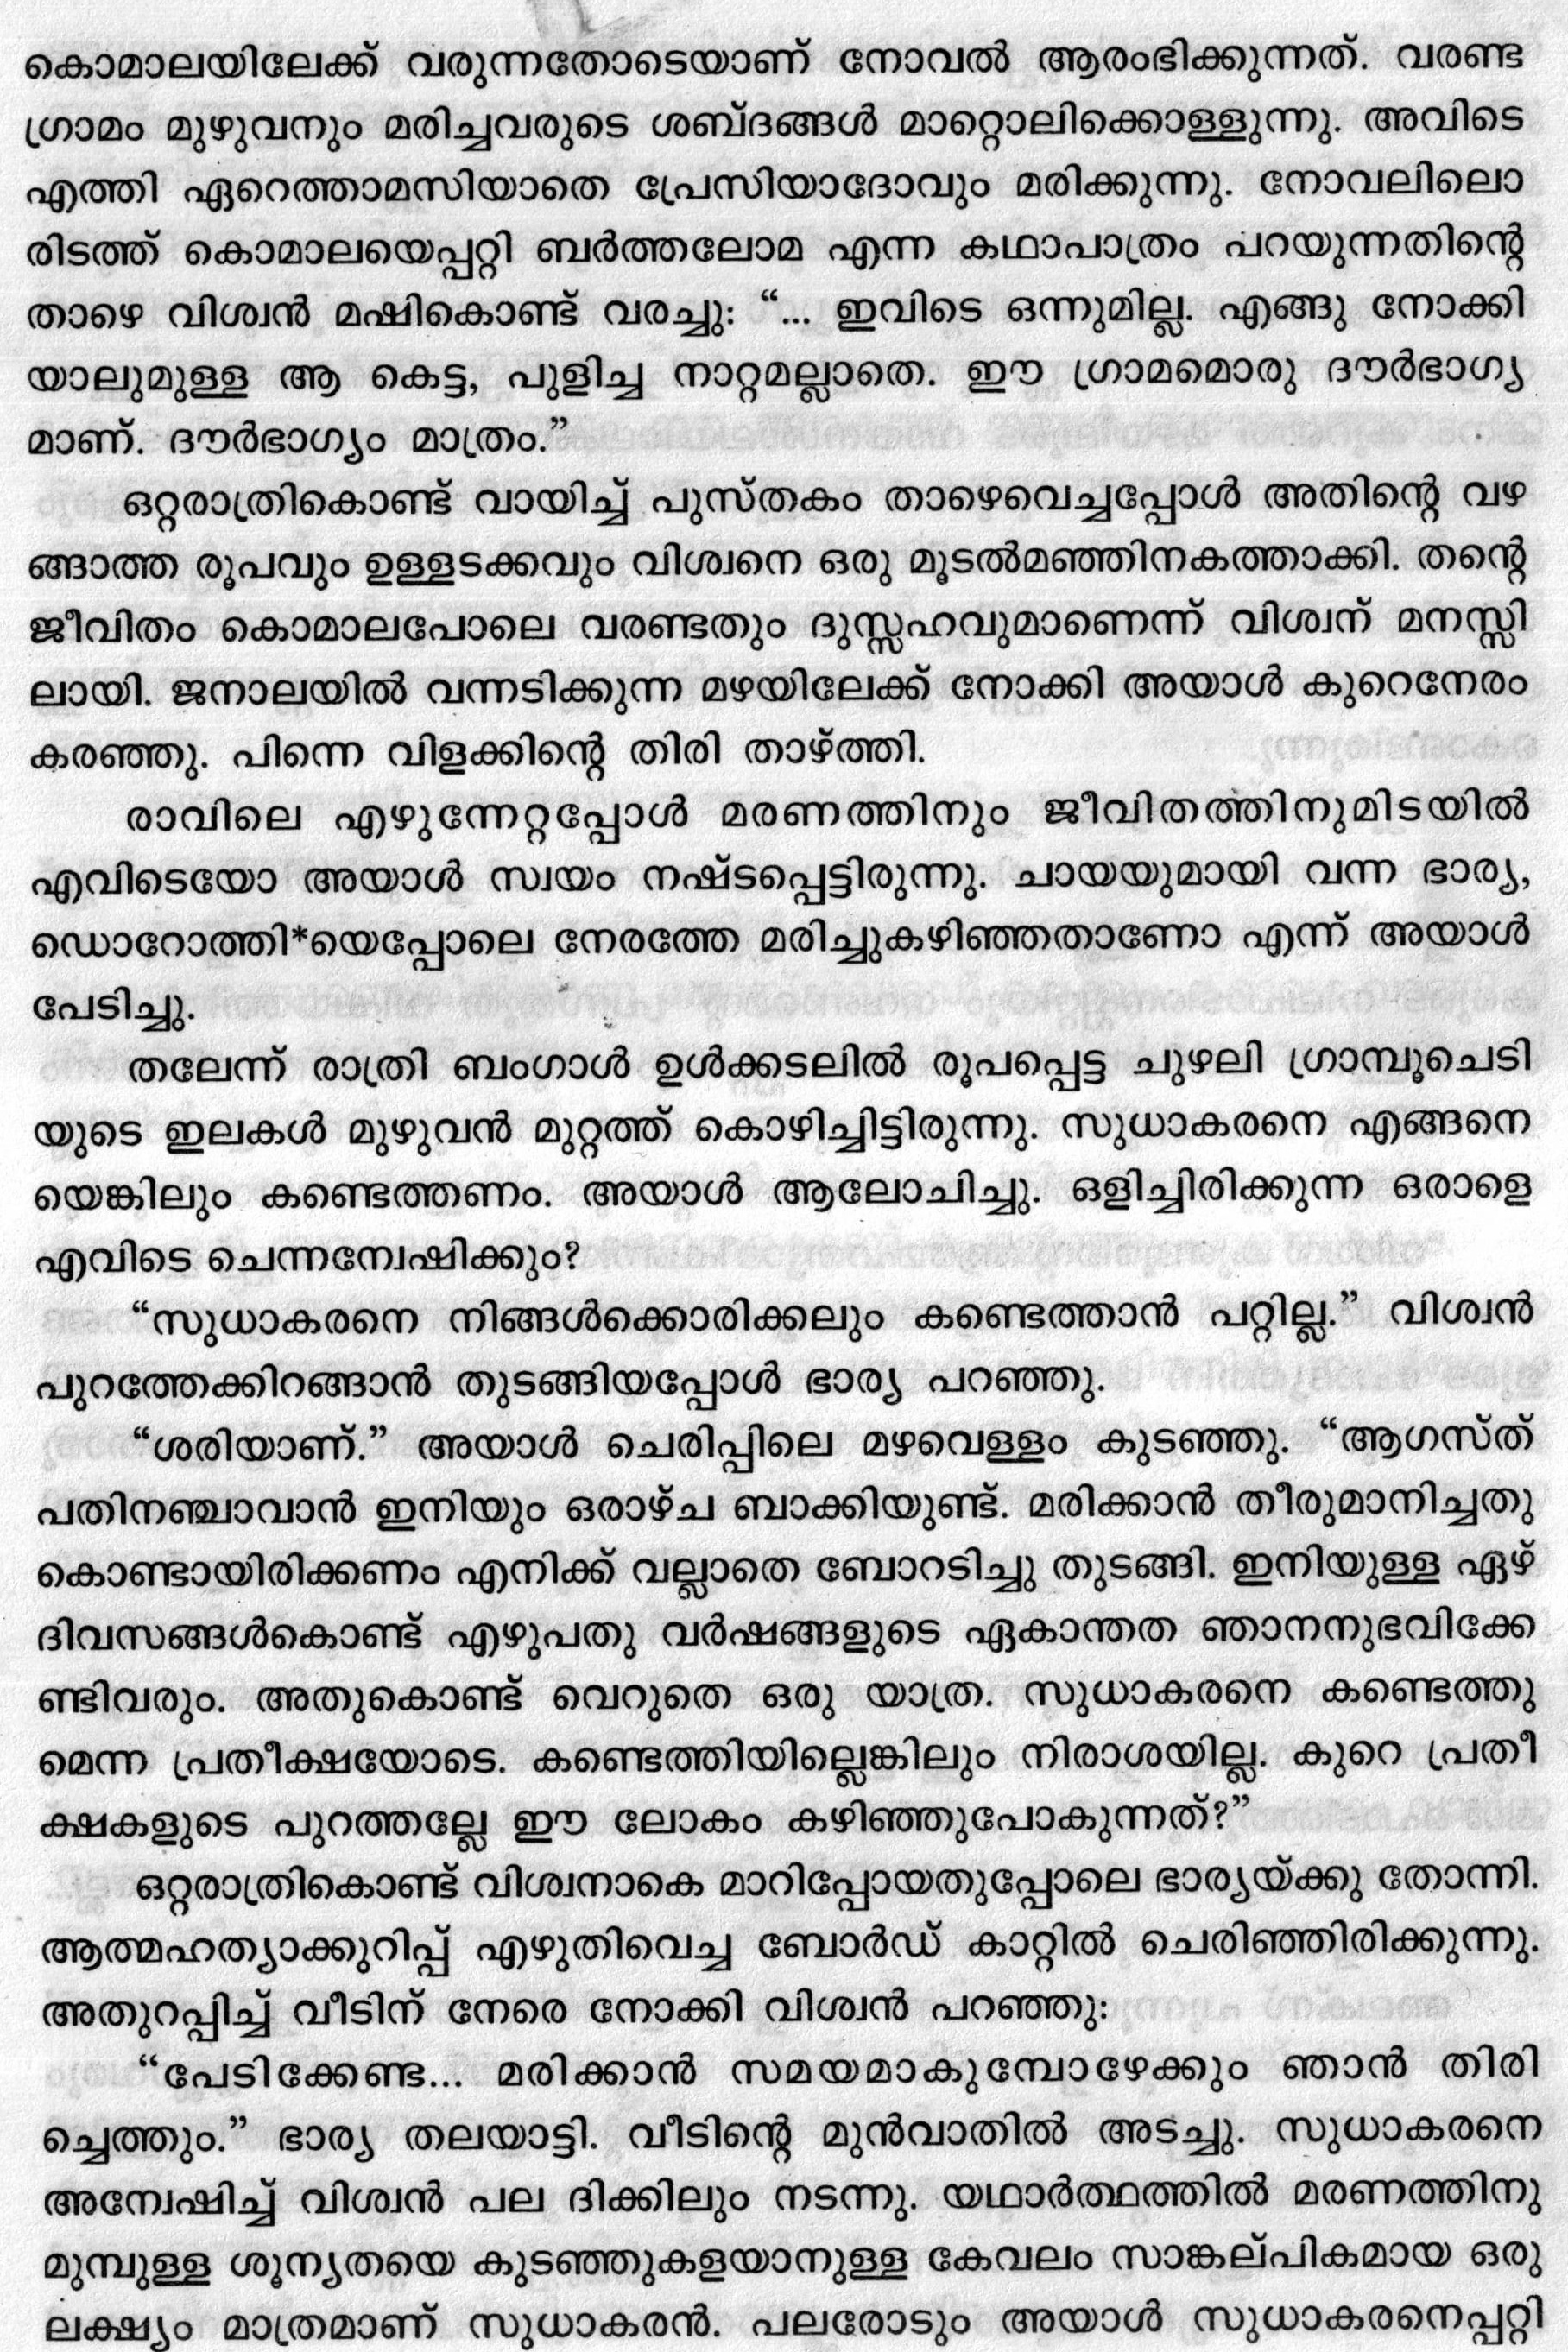 കൊമാലയിലേക്ക് വരുന്നതോടെയാണ് നോവൽ ആരംഭിക്കുന്നത്. വരണ്ട
ഗ്രാമം മുഴുവനും മരിച്ചവരുടെ ശബ്ദങ്ങൾ മാറ്റൊലിക്കൊള്ളുന്നു. അവിടെ
എത്തി ഏറെത്താമസിയാതെ പ്രേസിയാദോവും മരിക്കുന്നു. നോവലിലൊ
രിടത്ത് കൊമാലയെപ്പറ്റി ബർത്തലോമ എന്ന കഥാപാത്രം പറയുന്നതിന്റെ
താഴെ വിശ്വൻ മഷികൊണ്ട് വരച്ചു: “... ഇവിടെ ഒന്നുമില്ല. എങ്ങു നോക്കി
യാലുമുള്ള ആ കെട്ട, പുളിച്ച നാറ്റമല്ലാതെ. ഈ ഗ്രാമമൊരു ദൗർഭാഗ്യ
മാണ്. ദൗർഭാഗ്യം മാത്രം.”
ഒറ്റരാത്രികൊണ്ട് വായിച്ച് പുസ്തകം താഴെവെച്ചപ്പോൾ അതിന്റെ വഴ
ങ്ങാത്ത രൂപവും ഉള്ളടക്കവും വിശ്വനെ ഒരു മൂടൽമഞ്ഞിനകത്താക്കി. തന്റെ
ജീവിതം കൊമാലപോലെ വരണ്ടതും ദുസ്സഹവുമാണെന്ന് വിശ്വന് മനസ്സി
ലായി. ജനാലയിൽ വന്നടിക്കുന്ന മഴയിലേക്ക് നോക്കി അയാൾ കുറെനേരം
കരഞ്ഞു. പിന്നെ വിളക്കിന്റെ തിരി താഴ്ത്തി.
രാവിലെ എഴുന്നേറ്റപ്പോൾ മരണത്തിനും ജീവിതത്തിനുമിടയിൽ
എവിടെയോ അയാൾ സ്വയം നഷ്ടപ്പെട്ടിരുന്നു. ചായയുമായി വന്ന ഭാര്യ,
ഡൊറോത്തി*യെപ്പോലെ നേരത്തേ മരിച്ചുകഴിഞ്ഞതാണോ എന്ന് അയാൾ
പേടിച്ചു.
തലേന്ന് രാത്രി ബംഗാൾ ഉൾക്കടലിൽ രൂപപ്പെട്ട ചുഴലി ഗ്രാമ്പൂചെടി
യുടെ ഇലകൾ മുഴുവൻ മുറ്റത്ത് കൊഴിച്ചിട്ടിരുന്നു. സുധാകരനെ എങ്ങനെ
യെങ്കിലും കണ്ടെത്തണം. അയാൾ ആലോചിച്ചു. ഒളിച്ചിരിക്കുന്ന ഒരാളെ
എവിടെ ചെന്നന്വേഷിക്കും?
“സുധാകരനെ നിങ്ങൾക്കൊരിക്കലും കണ്ടെത്താൻ പറ്റില്ല.” വിശ്വൻ
പുറത്തേക്കിറങ്ങാൻ തുടങ്ങിയപ്പോൾ ഭാര്യ പറഞ്ഞു.
“ശരിയാണ്.” അയാൾ ചെരിപ്പിലെ മഴവെള്ളം കുടഞ്ഞു. “ആഗസ്ത്
പതിനഞ്ചാവാൻ ഇനിയും ഒരാഴ്ച ബാക്കിയുണ്ട്. മരിക്കാൻ തീരുമാനിച്ചതു
കൊണ്ടായിരിക്കണം എനിക്ക് വല്ലാതെ ബോറടിച്ചു തുടങ്ങി. ഇനിയുള്ള ഏഴ്
ദിവസങ്ങൾകൊണ്ട് എഴുപതു വർഷങ്ങളുടെ ഏകാന്തത ഞാനനുഭവിക്കേ
ണ്ടിവരും. അതുകൊണ്ട് വെറുതെ ഒരു യാത്ര. സുധാകരനെ കണ്ടെത്തു
മെന്ന പ്രതീക്ഷയോടെ. കണ്ടെത്തിയില്ലെങ്കിലും നിരാശയില്ല. കുറെ പ്രതീ
ക്ഷകളുടെ പുറത്തല്ലേ ഈ ലോകം കഴിഞ്ഞുപോകുന്നത്?”
ഒറ്റരാത്രികൊണ്ട് വിശ്വനാകെ മാറിപ്പോയതുപ്പോലെ ഭാര്യയ്ക്കു തോന്നി.
ആത്മഹത്യാക്കുറിപ്പ് എഴുതിവെച്ച ബോർഡ് കാറ്റിൽ ചെരിഞ്ഞിരിക്കുന്നു.
അതുറപ്പിച്ച് വീടിന് നേരെ നോക്കി വിശ്വൻ പറഞ്ഞു:
“പേടിക്കേണ്ട... മരിക്കാൻ സമയമാകുമ്പോഴേക്കും ഞാൻ തിരി
ച്ചെത്തും.” ഭാര്യ തലയാട്ടി. വീടിന്റെ മുൻവാതിൽ അടച്ചു. സുധാകരനെ
അന്വേഷിച്ച് വിശ്വൻ പല ദിക്കിലും നടന്നു. യഥാർത്ഥത്തിൽ മരണത്തിനു
മുമ്പുള്ള ശൂന്യതയെ കുടഞ്ഞുകളയാനുള്ള കേവലം സാങ്കല്പികമായ ഒരു
ലക്ഷ്യം മാത്രമാണ് സുധാകരൻ. പലരോടും അയാൾ സുധാകരനെപ്പറ്റി